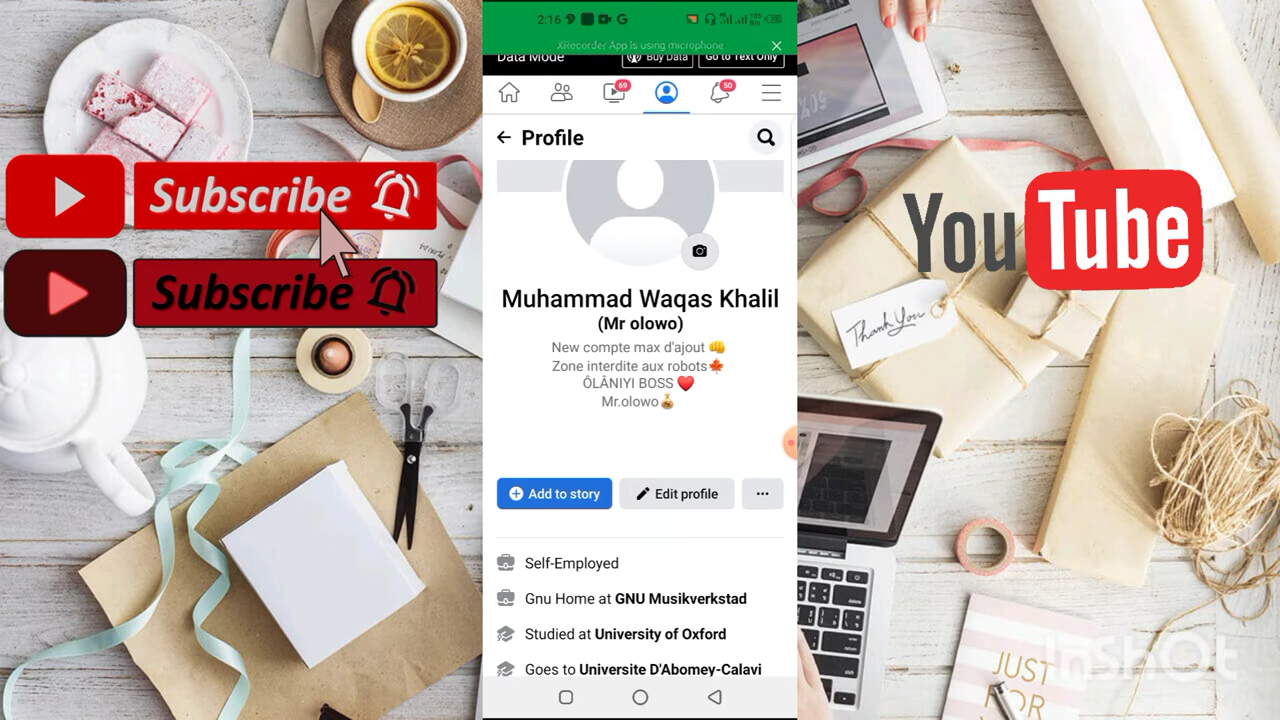 2:16
XRecorder App is using microphone
Data Mode
Buy Data
Go to Text Only
69
50
Profile
Muhammad Waqas Khalil
(Mr olowo)
New compte max d'ajout 👊
Zone interdite aux robots🍁
ÔLÂNIYI BOSS ♥️
Mr.olowo💰
Add to story
Edit profile
Self-Employed
Gnu Home at GNU Musikverkstad
Studied at University of Oxford
Goes to Universite D'Abomey-Calavi
Subscribe
Subscribe
YouTube
50%
Thank You
JUST
FOR
InShOt